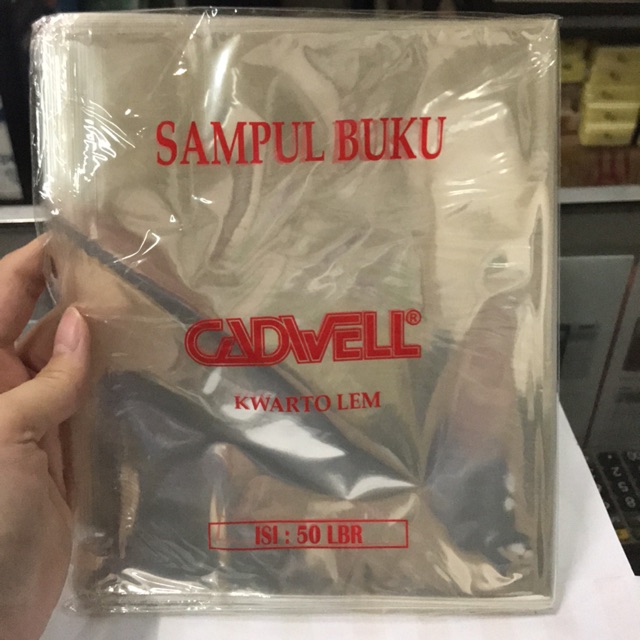 SAMPUL BUKU
CADWELL®
KWARTO LEM
ISI : 50 LBR